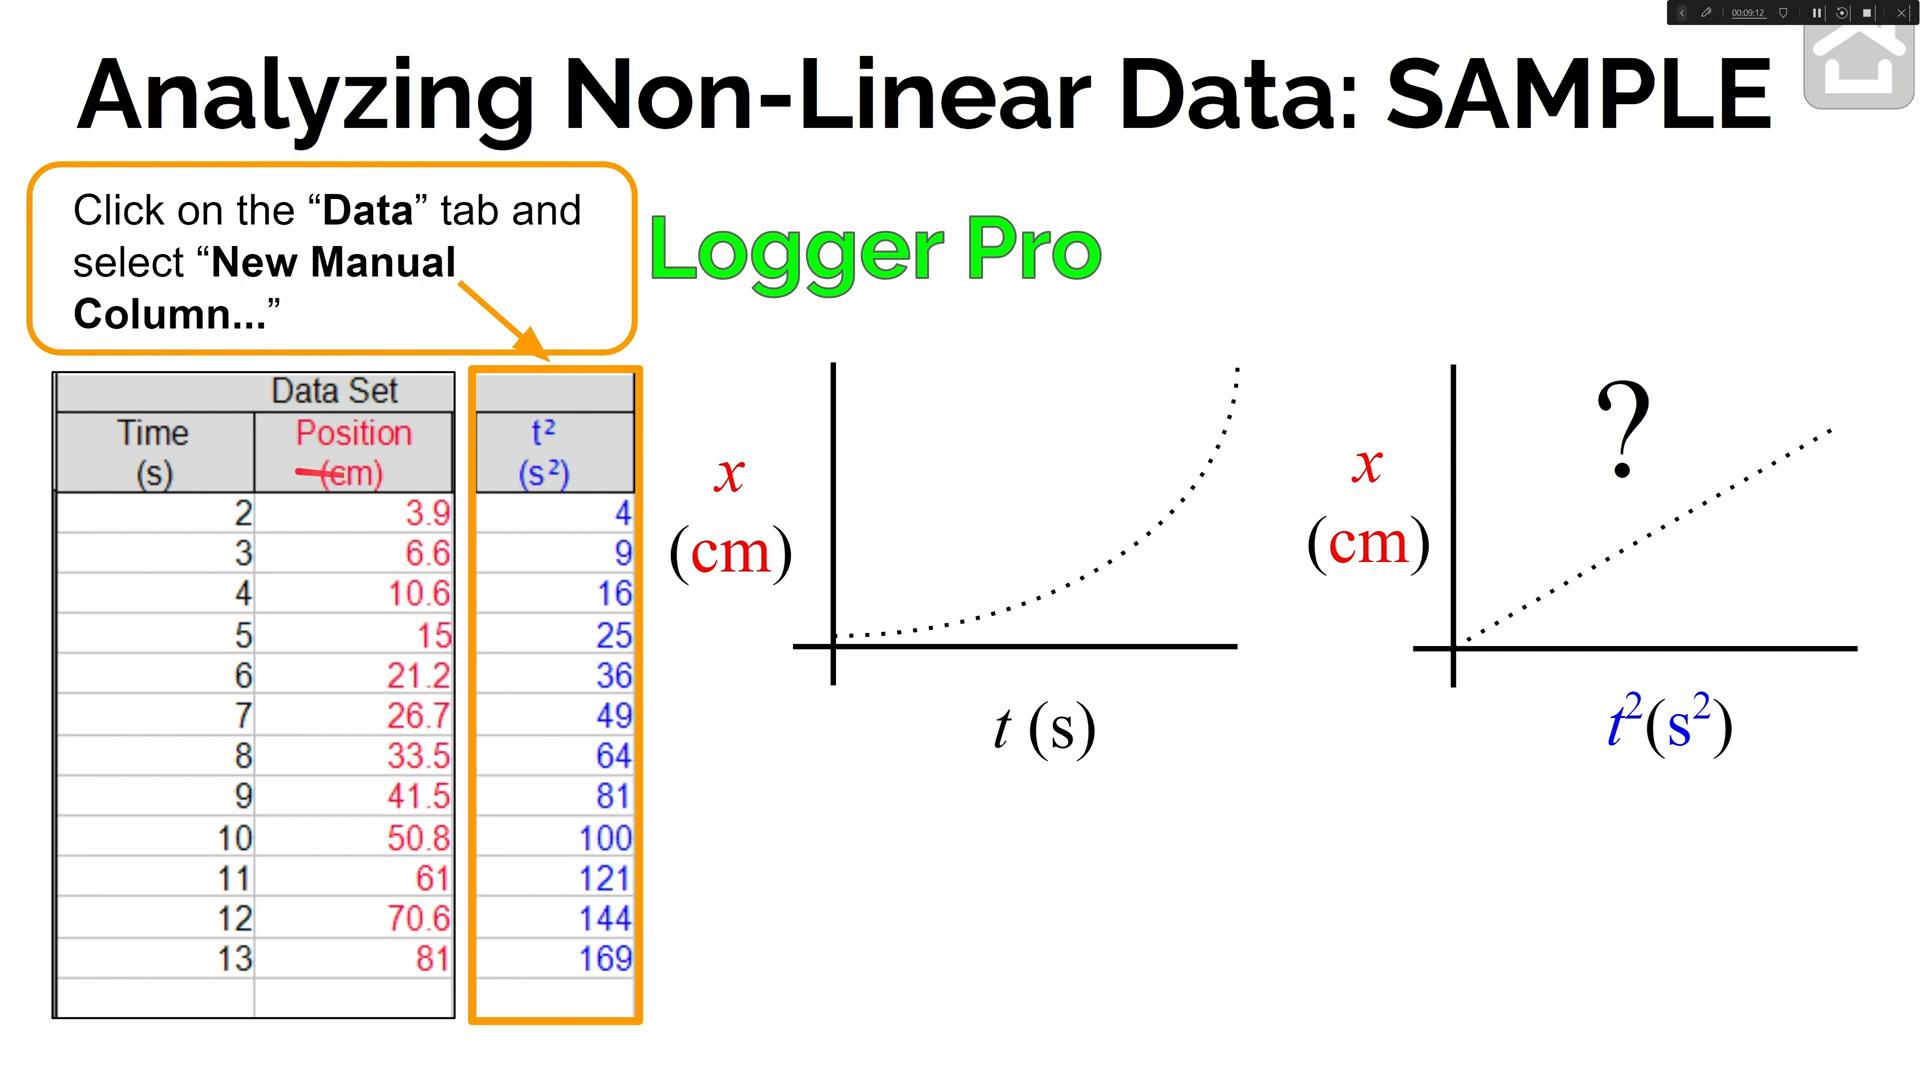 00:09:12
Analyzing Non-Linear Data: SAMPLE
Click on the “Data” tab and
select “New Manual
Column...”
Logger Pro
Data Set
Time Position t²
(s) (cm) (s²)
2 3.9 4
3 6.6 9
4 10.6 16
5 15 25
6 21.2 36
7 26.7 49
8 33.5 64
9 41.5 81
10 50.8 100
11 61 121
12 70.6 144
13 81 169
x
(cm)
t (s)
?
x
(cm)
t²(s²)